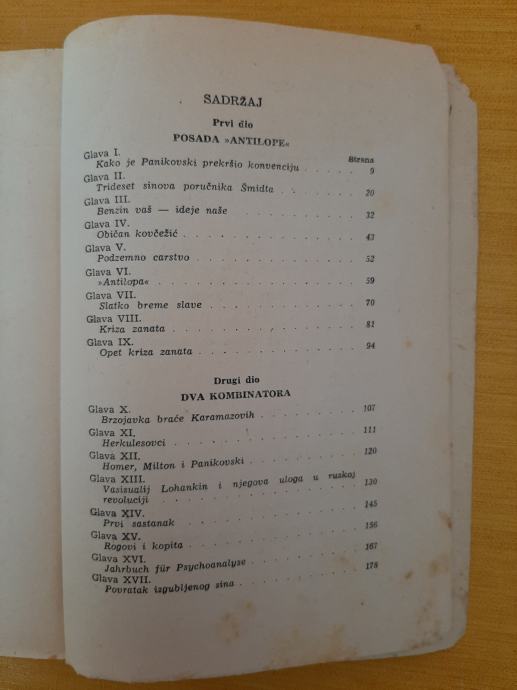 SADRŽAJ
Prvi dio
POSADA »ANTILOPE«
Strana
Glava I.
Kako je Panikovski prekršio konvenciju . . . . . 9
Glava II.
Trideset sinova poručnika Šmidta . . . . . . 20
Glava III.
Benzin vaš — ideje naše . . . . . . . . 32
Glava IV.
Običan kovčežić . . . . . . . . . . . 43
Glava V.
Podzemno carstvo . . . . . . . . . . 52
Glava VI.
»Antilopa« . . . . . . . . . . . . 59
Glava VII.
Slatko breme slave . . . . . . . . . . 70
Glava VIII.
Kriza zanata . . . . . . . . . . . . 81
Glava IX.
Opet kriza zanata . . . . . . . . . . 94
Drugi dio
DVA KOMBINATORA
Glava X.
Brzojavka braće Karamazovih . . . . . . . 107
Glava XI.
Herkulesovci . . . . . . . . . . . . 111
Glava XII.
Homer, Milton i Panikovski . . . . . . . 120
Glava XIII.
Vasisualij Lohankin i njegova uloga u ruskoj
revoluciji . . . . . . . . . . . . . 130
Glava XIV.
Prvi sastanak . . . . . . . . . . . . 145
Glava XV.
Rogovi i kopita . . . . . . . . . . . 156
Glava XVI.
Jahrbuch für Psychoanalyse . . . . . . . 167
Glava XVII.
Povratak izgubljenog sina . . . . . . . . 178